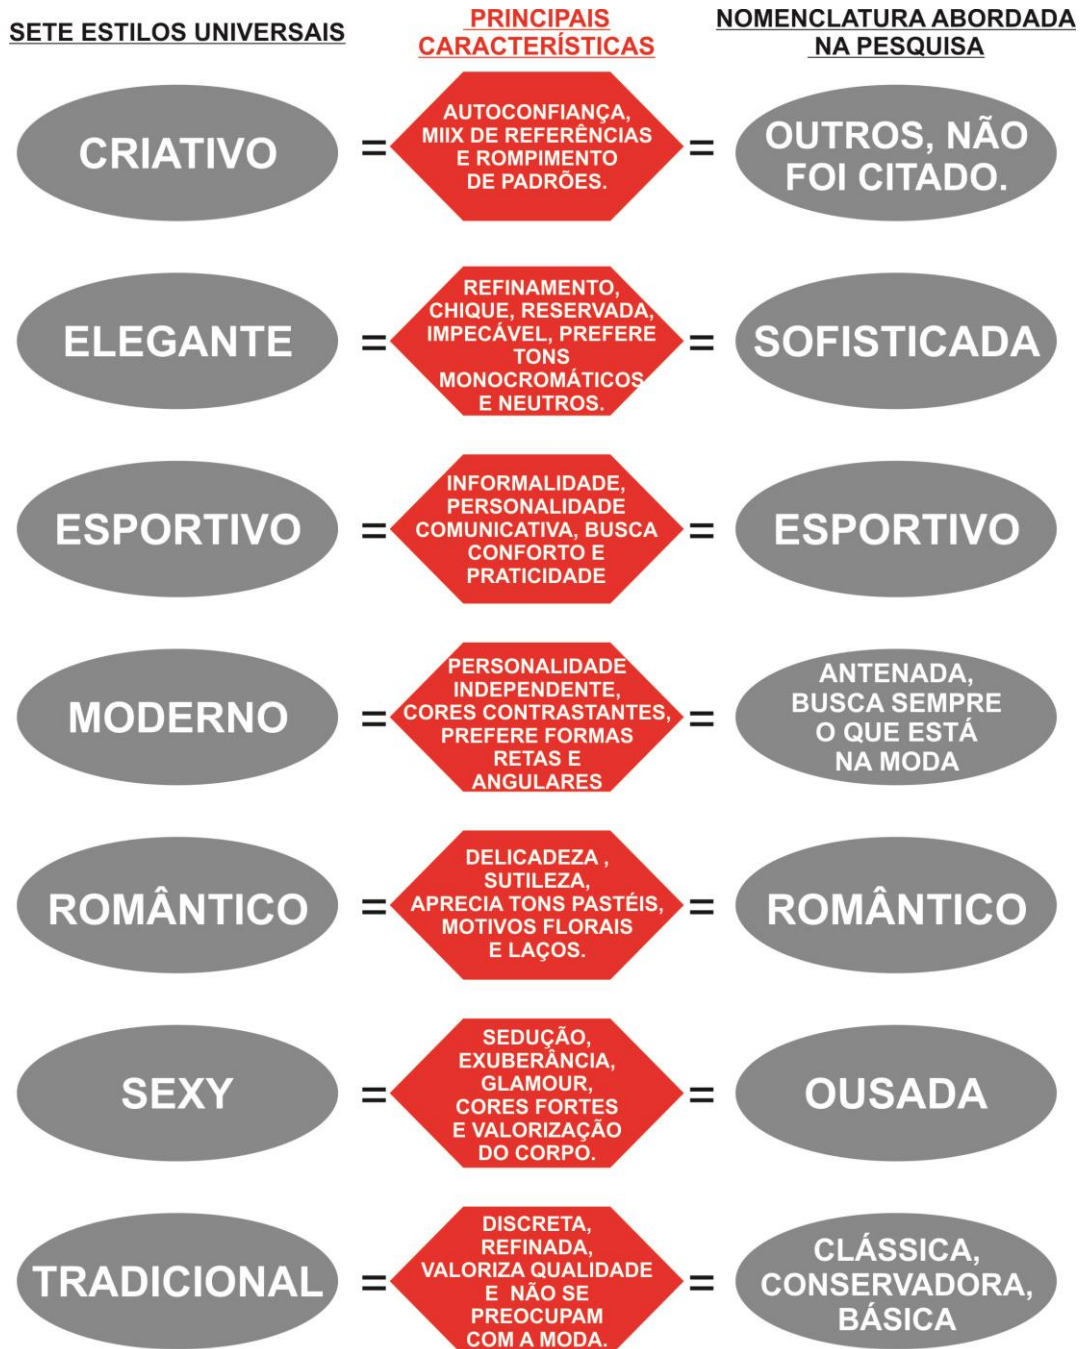 SETE ESTILOS UNIVERSAIS
PRINCIPAIS
CARACTERÍSTICAS
NOMENCLATURA ABORDADA
NA PESQUISA
CRIATIVO
=
AUTOCONFIANÇA,
MIIX DE REFERÊNCIAS
E ROMPIMENTO
DE PADRÕES.
=
OUTROS, NÃO
FOI CITADO.
ELEGANTE
=
REFINAMENTO,
CHIQUE, RESERVADA,
IMPECÁVEL, PREFERE
TONS
MONOCROMÁTICOS
E NEUTROS.
=
SOFISTICADA
ESPORTIVO
=
INFORMALIDADE,
PERSONALIDADE
COMUNICATIVA, BUSCA
CONFORTO E
PRATICIDADE
=
ESPORTIVO
MODERNO
=
PERSONALIDADE
INDEPENDENTE,
CORES CONTRASTANTES,
PREFERE FORMAS
RETAS E
ANGULARES
=
ANTENADA,
BUSCA SEMPRE
O QUE ESTÁ
NA MODA
ROMÂNTICO
=
DELICADEZA ,
SUTILEZA,
APRECIA TONS PASTÉIS,
MOTIVOS FLORAIS
E LAÇOS.
=
ROMÂNTICO
SEXY
=
SEDUÇÃO,
EXUBERÂNCIA,
GLAMOUR,
CORES FORTES
E VALORIZAÇÃO
DO CORPO.
=
OUSADA
TRADICIONAL
=
DISCRETA,
REFINADA,
VALORIZA QUALIDADE
E NÃO SE
PREOCUPAM
COM A MODA.
=
CLÁSSICA,
CONSERVADORA,
BÁSICA